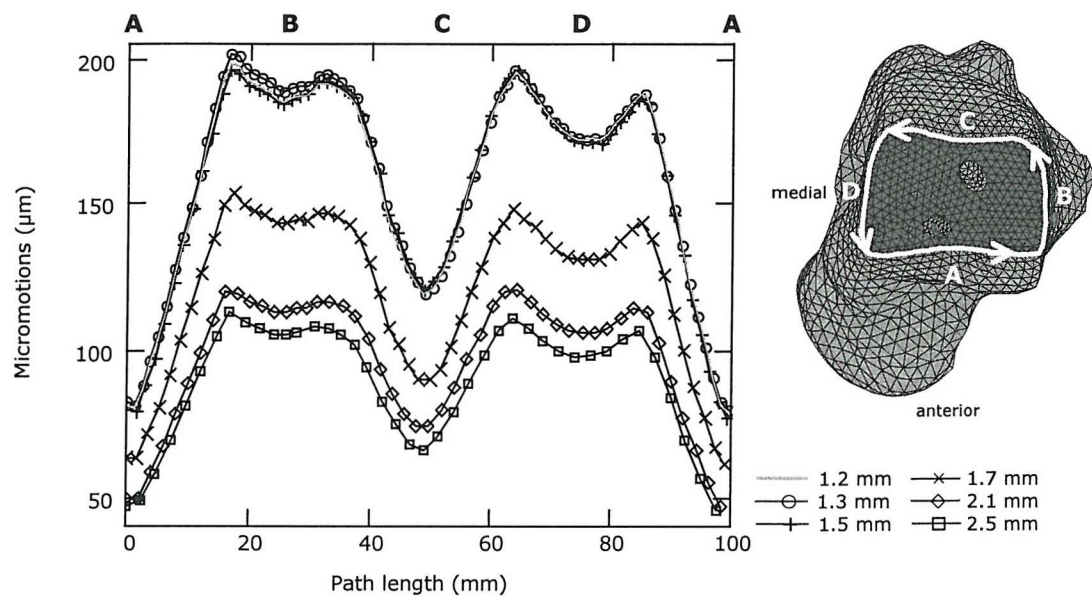 A B C D A
200
150
100
50
Micromotions (µm)
0 20 40 60 80 100
Path length (mm)
C
medial D B
A
anterior
1.2 mm 1.7 mm
1.3 mm 2.1 mm
1.5 mm 2.5 mm